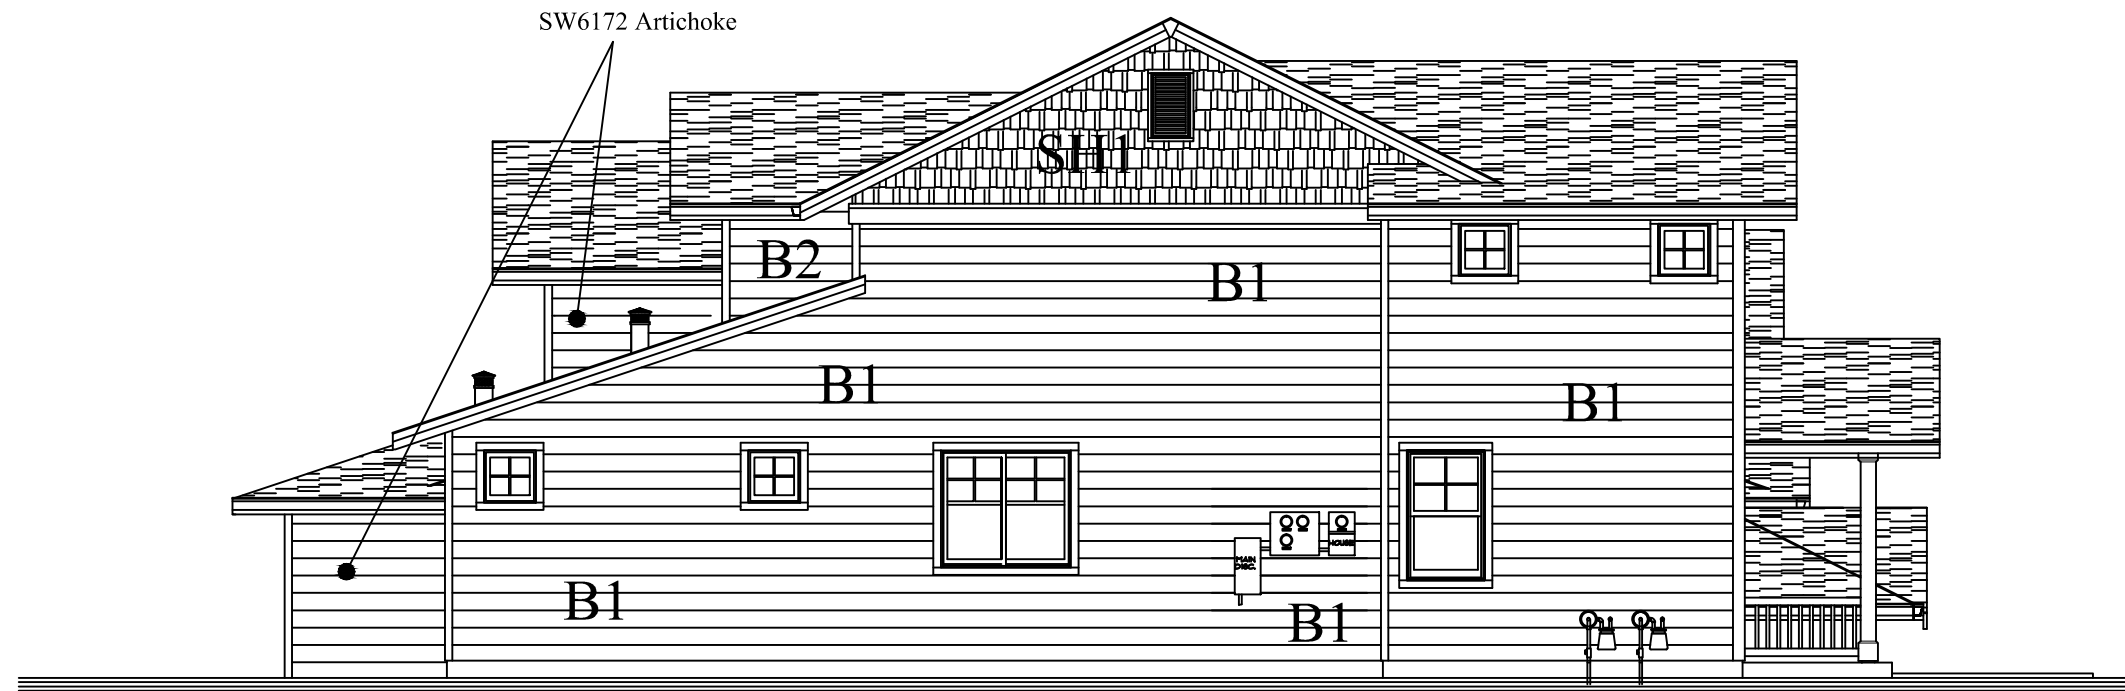 SW6172 Artichoke
SH1
B2
B1
B1
B1
MAIN
DISC.
HOUSE
B1
B1